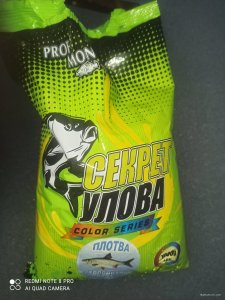 PROF
MON
СЕКРЕТ
УЛОВА
COLOR SERIES
ПЛОТВА
REDMI NOTE 8 PRO
AI QUAD CAMERA